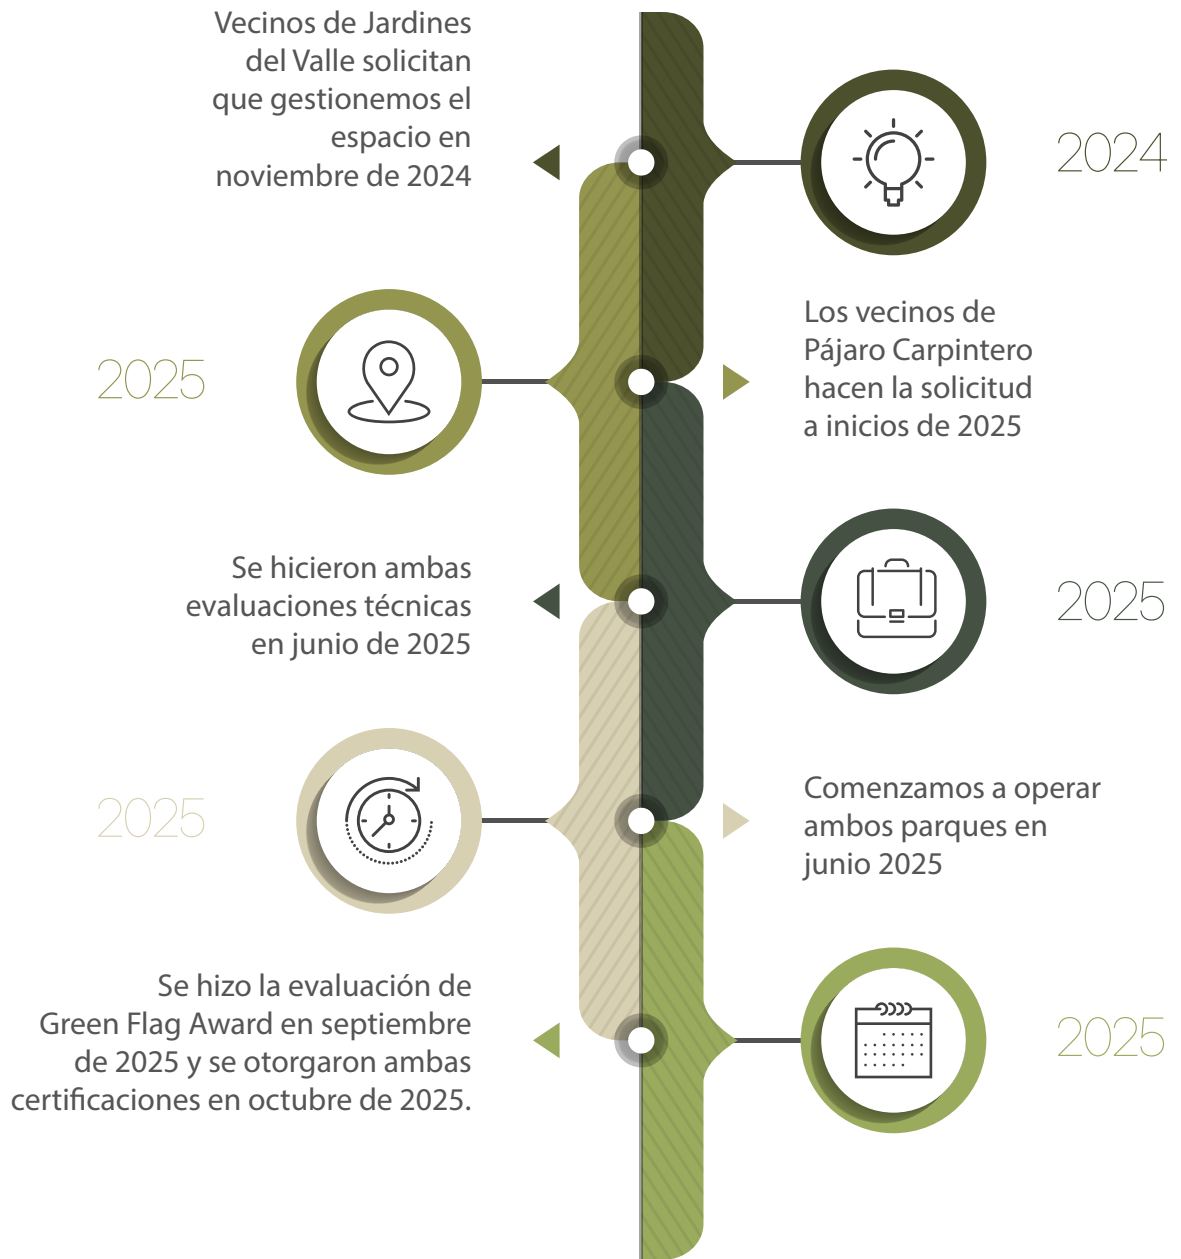 Vecinos de Jardines
del Valle solicitan
que gestionemos el
espacio en
noviembre de 2024
2024
2025
Los vecinos de
Pájaro Carpintero
hacen la solicitud
a inicios de 2025
Se hicieron ambas
evaluaciones técnicas
en junio de 2025
2025
2025
Comenzamos a operar
ambos parques en
junio 2025
Se hizo la evaluación de
Green Flag Award en septiembre
de 2025 y se otorgaron ambas
certificaciones en octubre de 2025.
2025